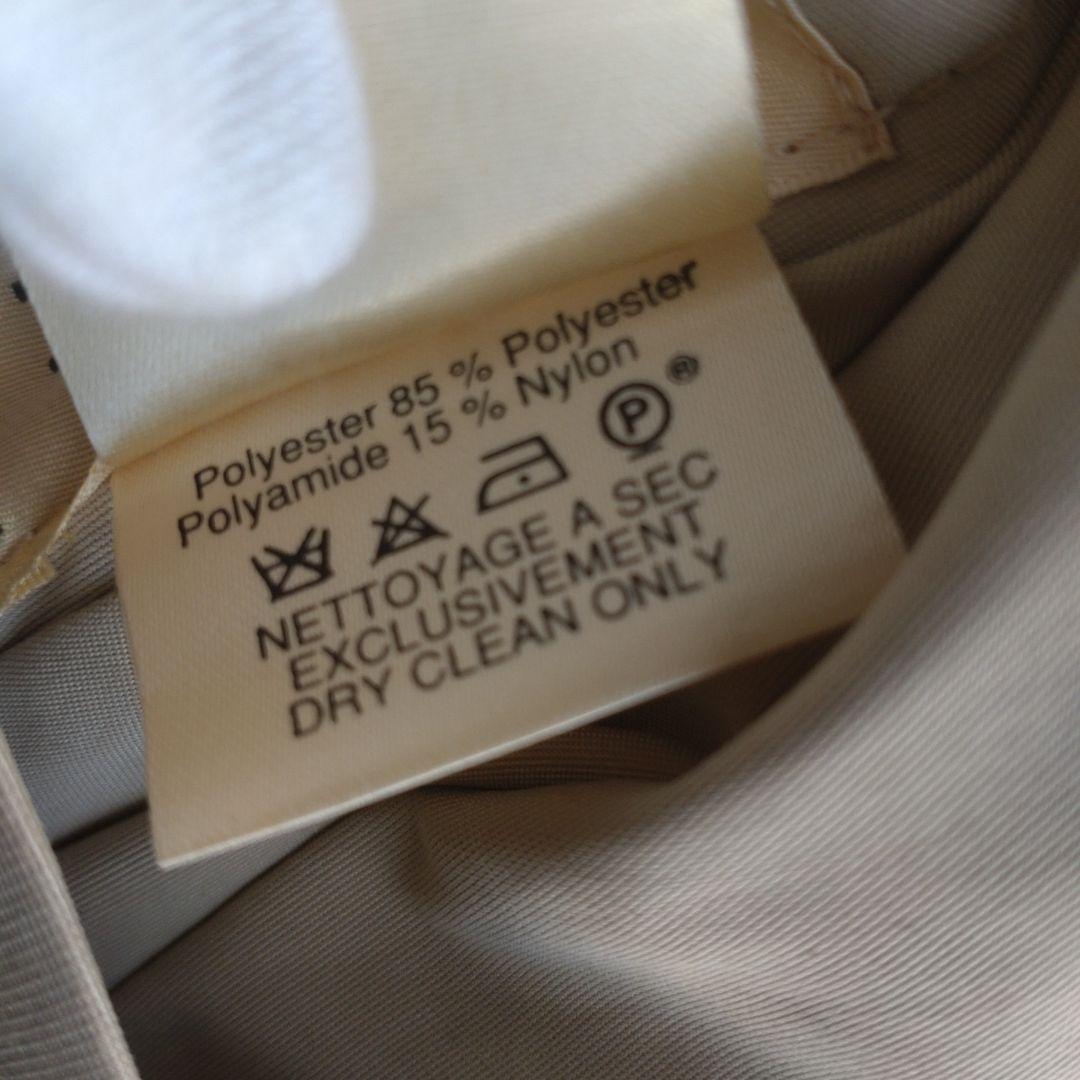 Polyester 85 % Polyester
Polyamide 15 % Nylon
P ®
NETTOYAGE A SEC
EXCLUSIVEMENT
DRY CLEAN ONLY